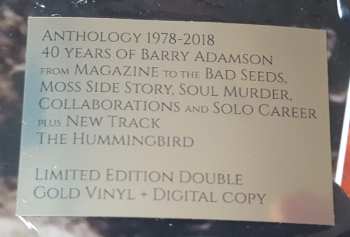 Anthology 1978-2018
40 years of Barry Adamson
from Magazine to the Bad Seeds,
Moss Side Story, Soul Murder,
Collaborations and Solo Career
plus New Track
The Hummingbird
Limited Edition Double
Gold Vinyl + Digital copy